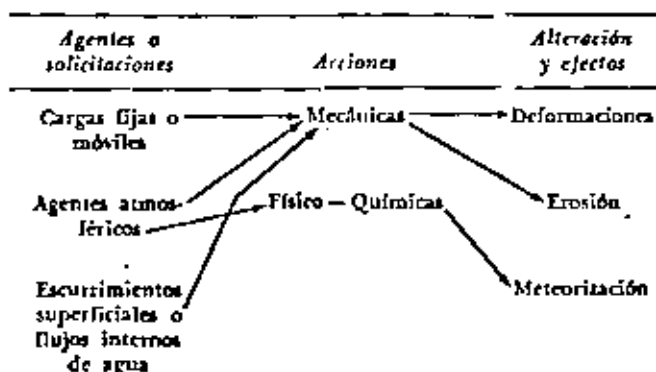 Agentes o
solicitaciones
Acciones
Alteración
y efectos
Cargas fijas o
móviles
Mecánicas
Deformaciones
Agentes atmos-
féricos
Físico — Químicas
Erosión
Escurrimientos
superficiales o
flujos internos
de agua
Meteorización